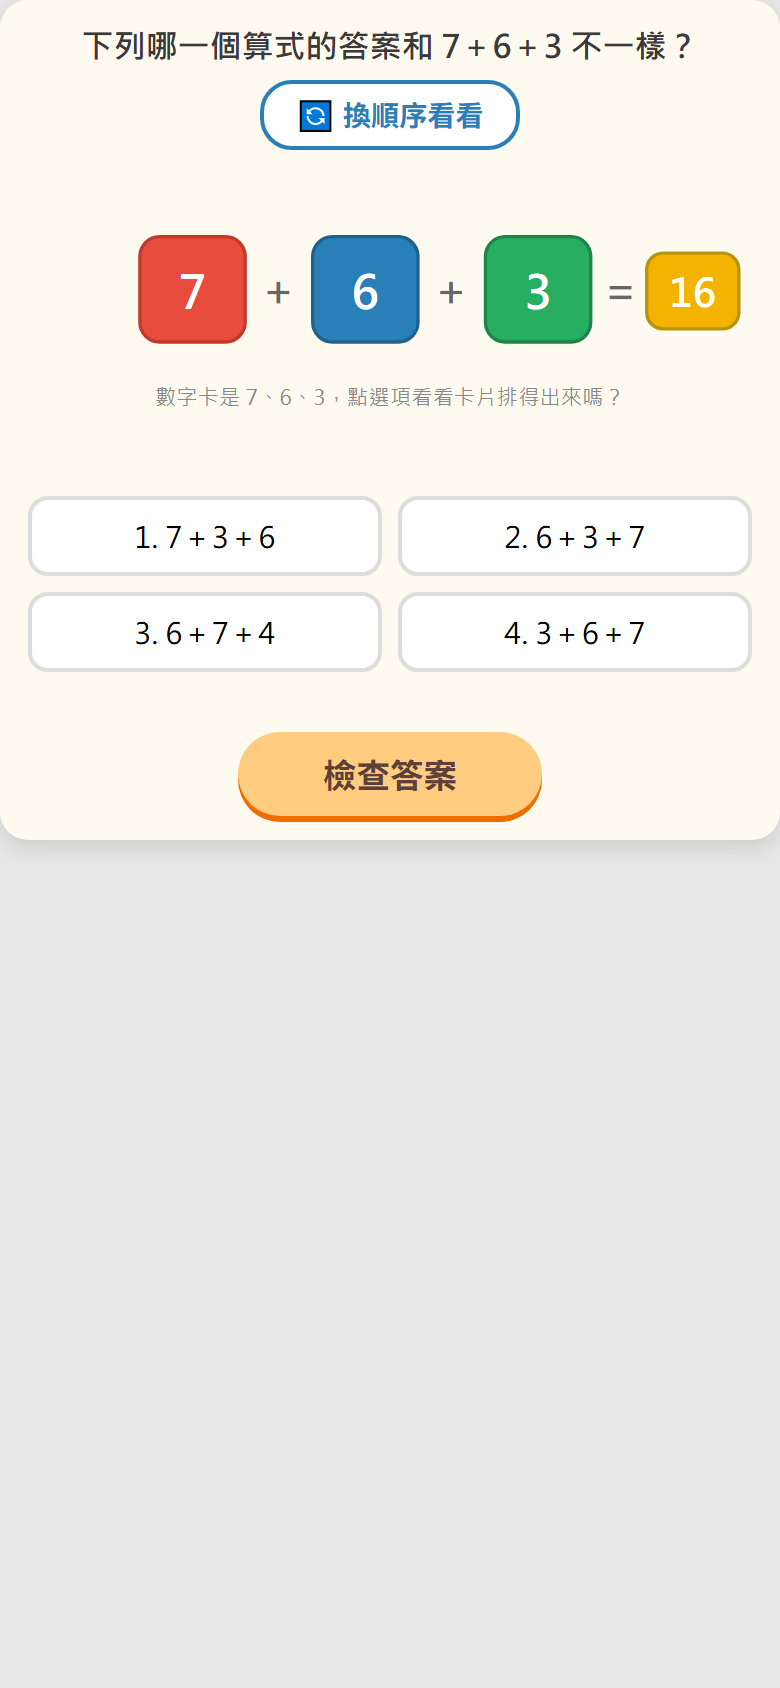 下列哪一個算式的答案和 7 + 6 + 3 不一樣？
換順序看看
7 + 6 + 3 = 16
數字卡是 7、6、3，點選項看看卡片排得出來嗎？
1. 7 + 3 + 6
2. 6 + 3 + 7
3. 6 + 7 + 4
4. 3 + 6 + 7
檢查答案